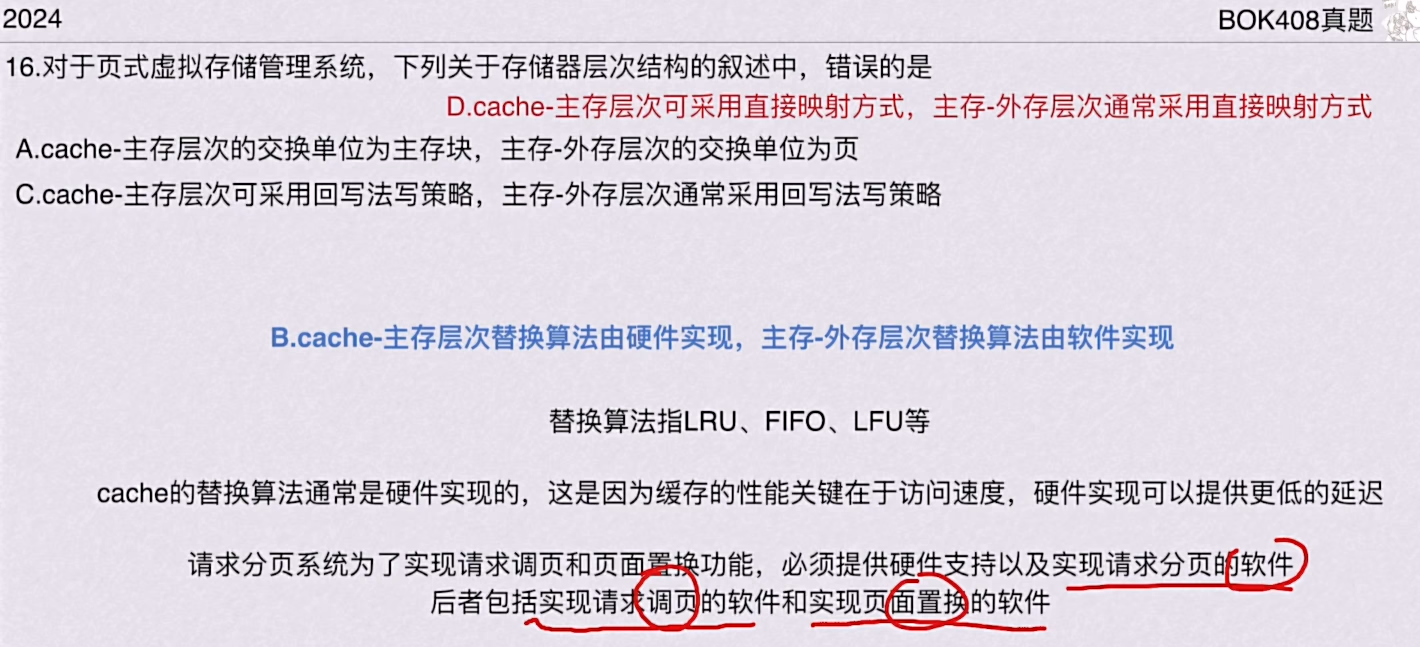 2024
BOK408真题
16.对于页式虚拟存储管理系统，下列关于存储器层次结构的叙述中，错误的是
D.cache-主存层次可采用直接映射方式，主存-外存层次通常采用直接映射方式
A.cache-主存层次的交换单位为主存块，主存-外存层次的交换单位为页
C.cache-主存层次可采用回写法写策略，主存-外存层次通常采用回写法写策略
B.cache-主存层次替换算法由硬件实现，主存-外存层次替换算法由软件实现
替换算法指LRU、FIFO、LFU等
cache的替换算法通常是硬件实现的，这是因为缓存的性能关键在于访问速度，硬件实现可以提供更低的延迟
请求分页系统为了实现请求调页和页面置换功能，必须提供硬件支持以及实现请求分页的软件
后者包括实现请求调页的软件和实现页面置换的软件